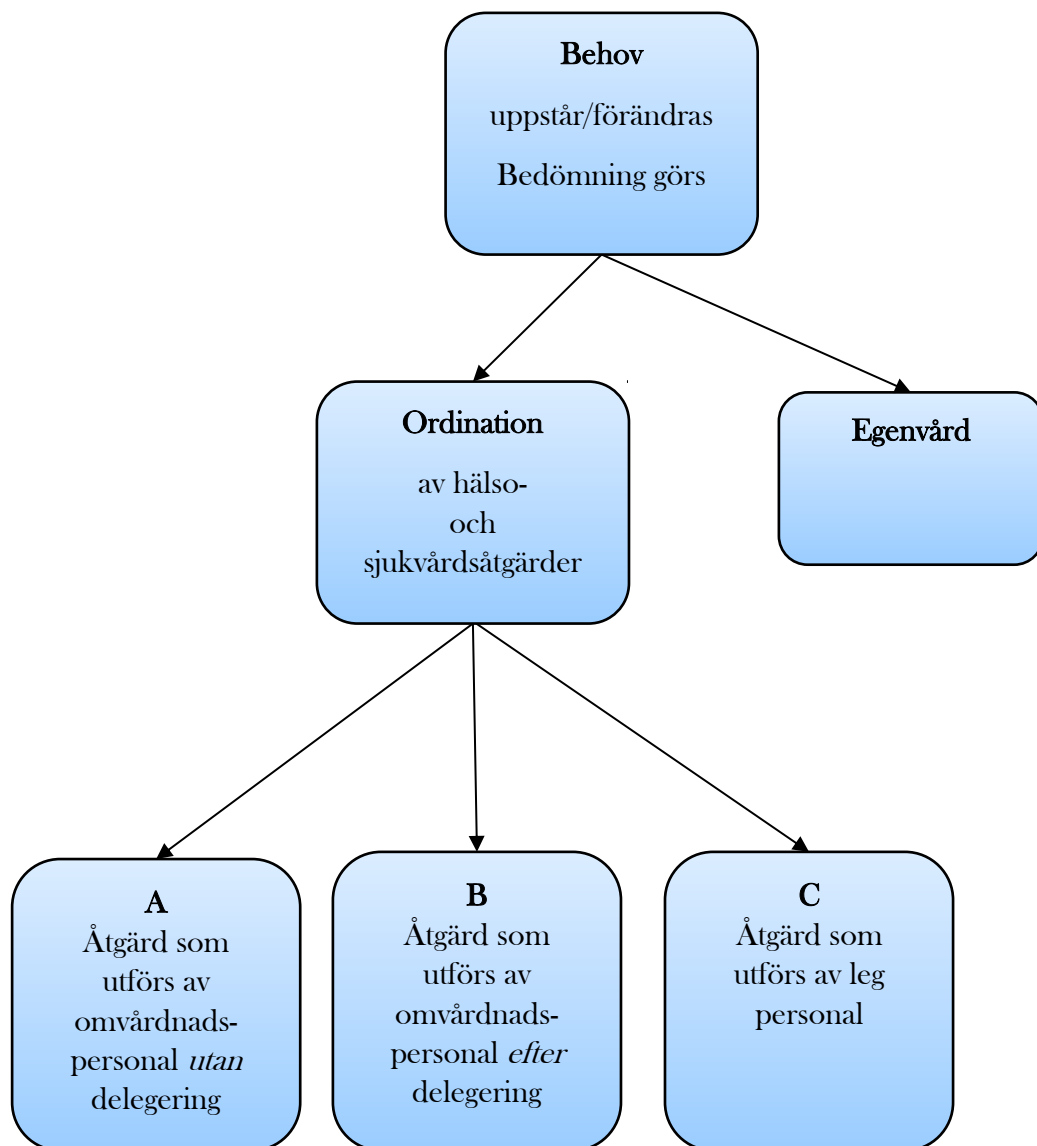 Behov
uppstår/förändras
Bedömning görs
Ordination
av hälso-
och
sjukvårdsåtgärder
Egenvård
A
Åtgärd som
utförs av
omvårdnads-
personal utan
delegering
B
Åtgärd som
utförs av
omvårdnads-
personal efter
delegering
C
Åtgärd som
utförs av leg
personal